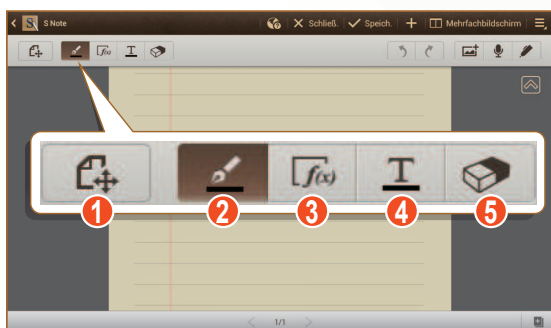 S Note
Schließ. Speich. Mehrfachbildschirm
f(x) T
f(x) T
1 2 3 4 5
1/1